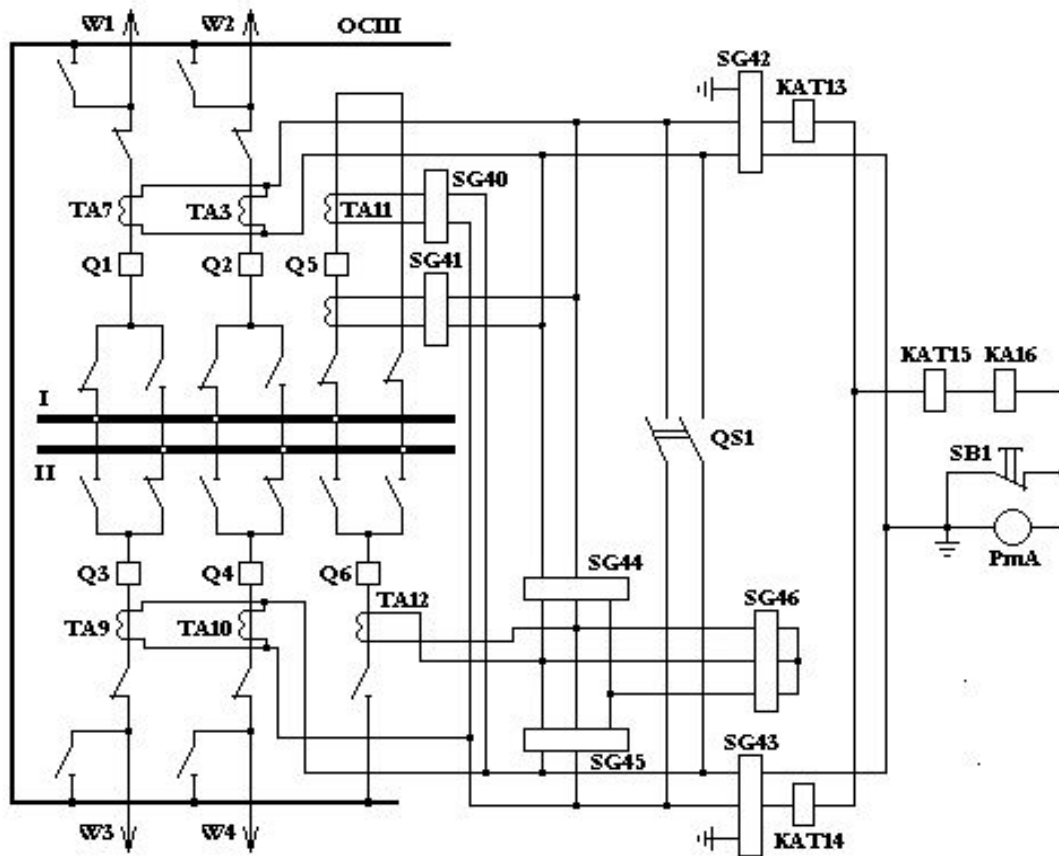 W1 W2 ОСШ
SG42
KAT13
SG40
TA7 TA3 TA11
Q1 Q2 Q5 SG41
KAT15 KA16
I
QS1
SB1
II
PmA
Q3 Q4 Q6 SG44
TA12 SG46
TA9 TA10
SG43
SG45
W3 W4 KAT14